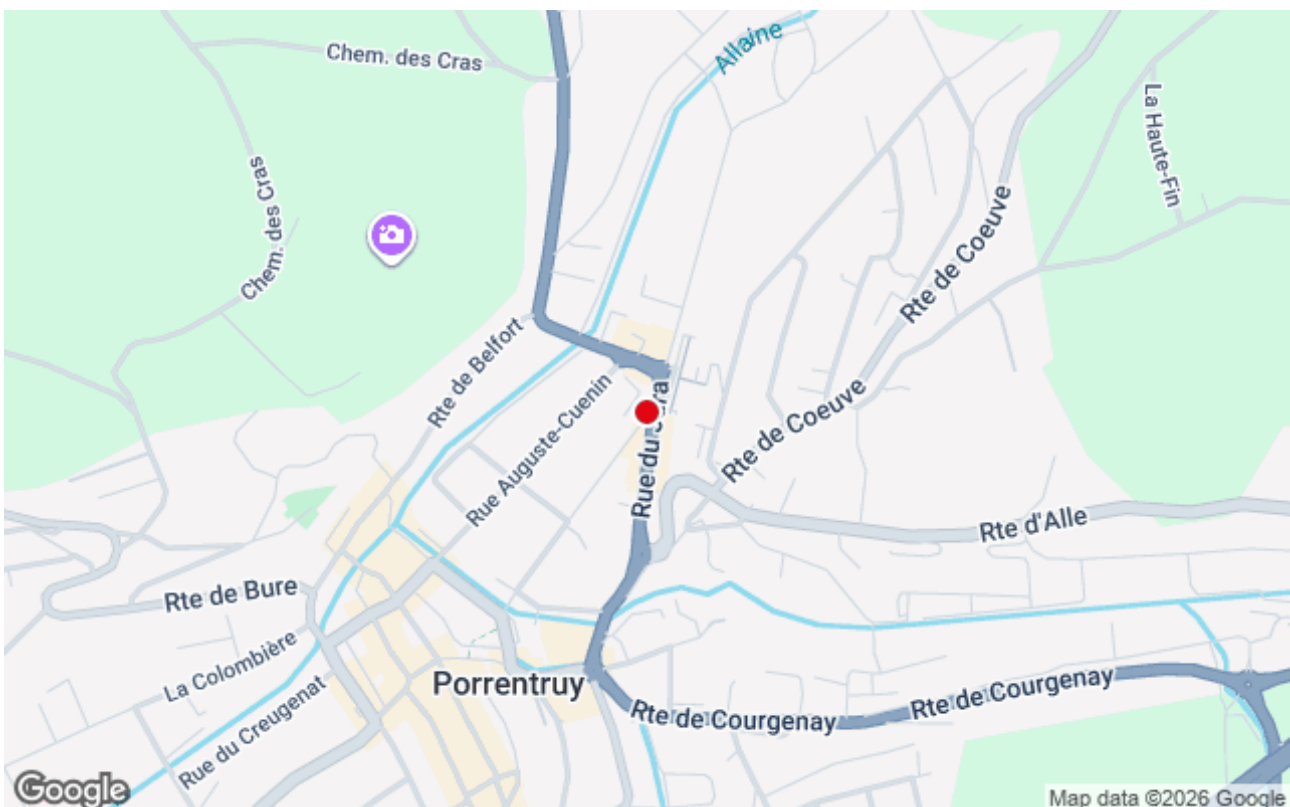 Allaine
Chem. des Cras
La Haute-Fin
Chem. des Cras
Rte de Coeuve
Rte de Belfort
Rue Auguste-Cuenin
Rte de Coeuve
Rue du
Rte d'Alle
Rte de Bure
La Colombière
Porrentruy
Rte de Courgenay
Rte de Courgenay
Rue du Creugenat
Google
Map data ©2026 Google